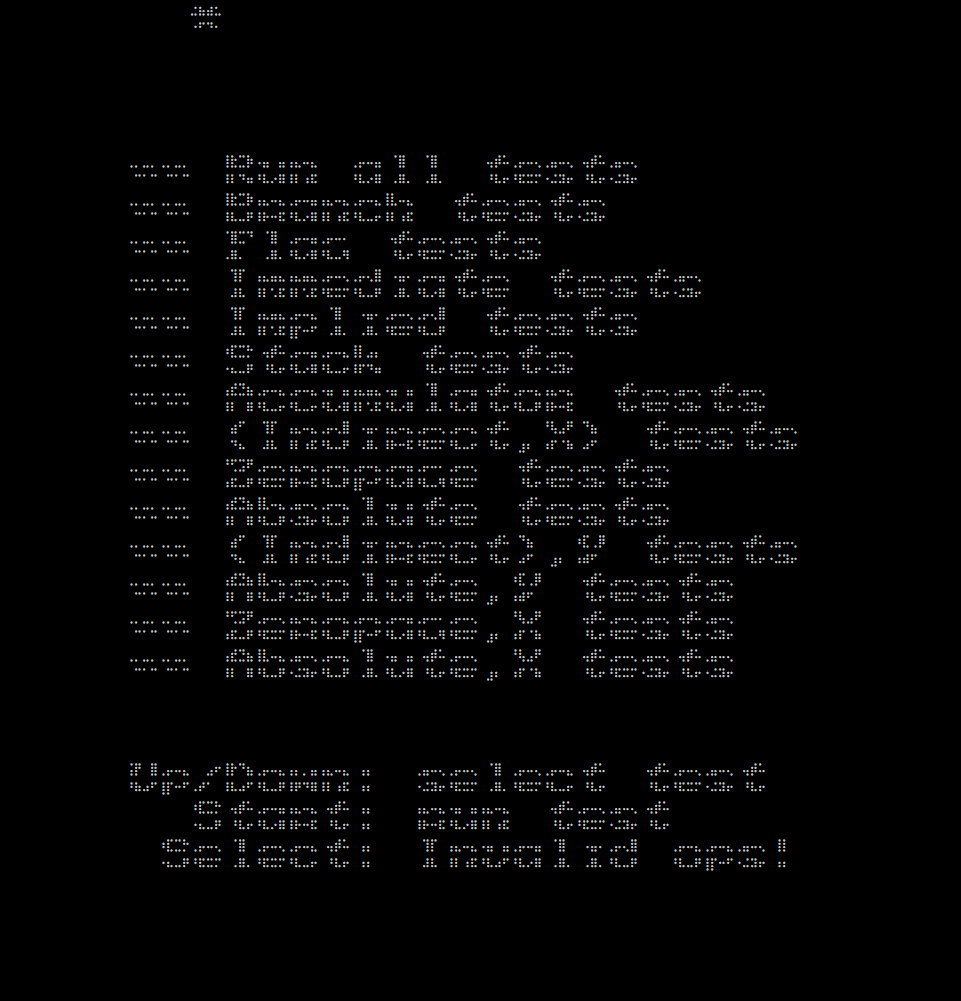 *
-- Run all tests
-- Branch tests
-- Flag tests
-- Immediate tests
-- Implied tests
-- Stack tests
-- Accumulator tests
-- (Indirect,X) tests
-- Zeropage tests
-- Absolute tests
-- (Indirect),Y tests
-- Absolute,Y tests
-- Zeropage,X tests
-- Absolute,X tests
Up/Down: select test
Start: run test
Select: Invalid ops!